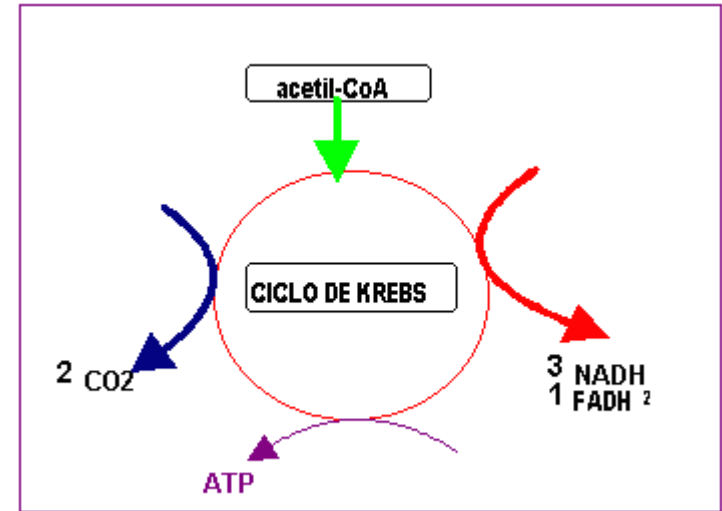 acetil-CoA
CICLO DE KREBS
2 CO2
3 NADH
1 FADH 2
ATP